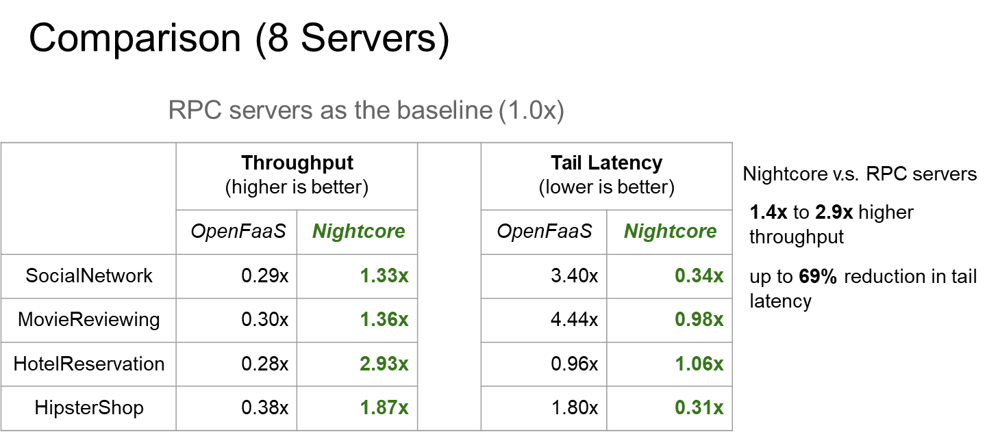 Comparison (8 Servers)
RPC servers as the baseline (1.0x)
Throughput
(higher is better)
Tail Latency
(lower is better)
OpenFaaS Nightcore OpenFaaS Nightcore
SocialNetwork 0.29x 1.33x 3.40x 0.34x
MovieReviewing 0.30x 1.36x 4.44x 0.98x
HotelReservation 0.28x 2.93x 0.96x 1.06x
HipsterShop 0.38x 1.87x 1.80x 0.31x
Nightcore v.s. RPC servers
1.4x to 2.9x higher
throughput
up to 69% reduction in tail
latency